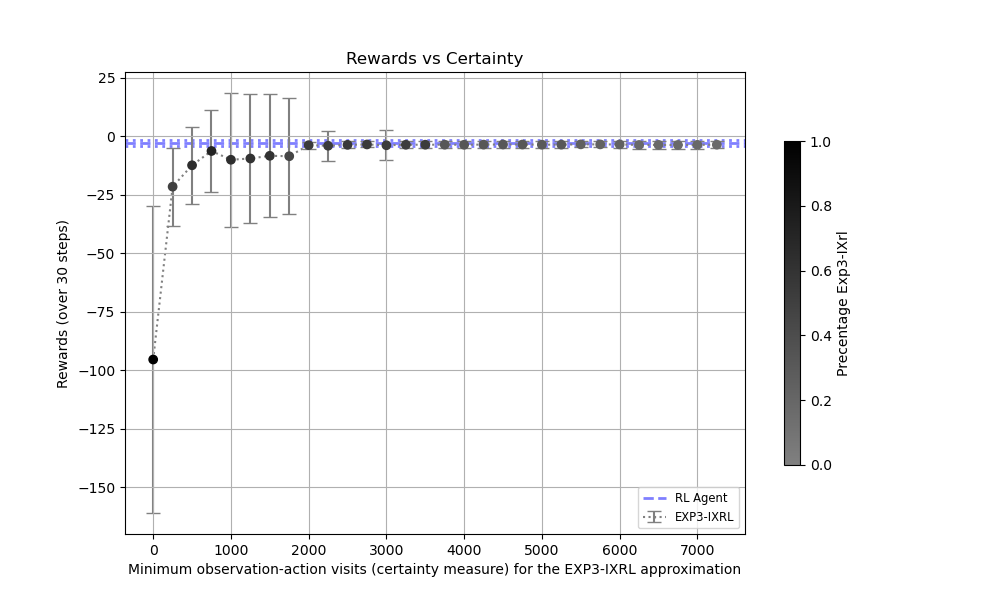 Rewards vs Certainty
Rewards (over 30 steps)
25
0
−25
−50
−75
−100
−125
−150
0 1000 2000 3000 4000 5000 6000 7000
Minimum observation-action visits (certainty measure) for the EXP3-IXRL approximation
RL Agent
EXP3-IXRL
1.0
0.8
0.6
0.4
0.2
0.0
Precentage Exp3-IXrl